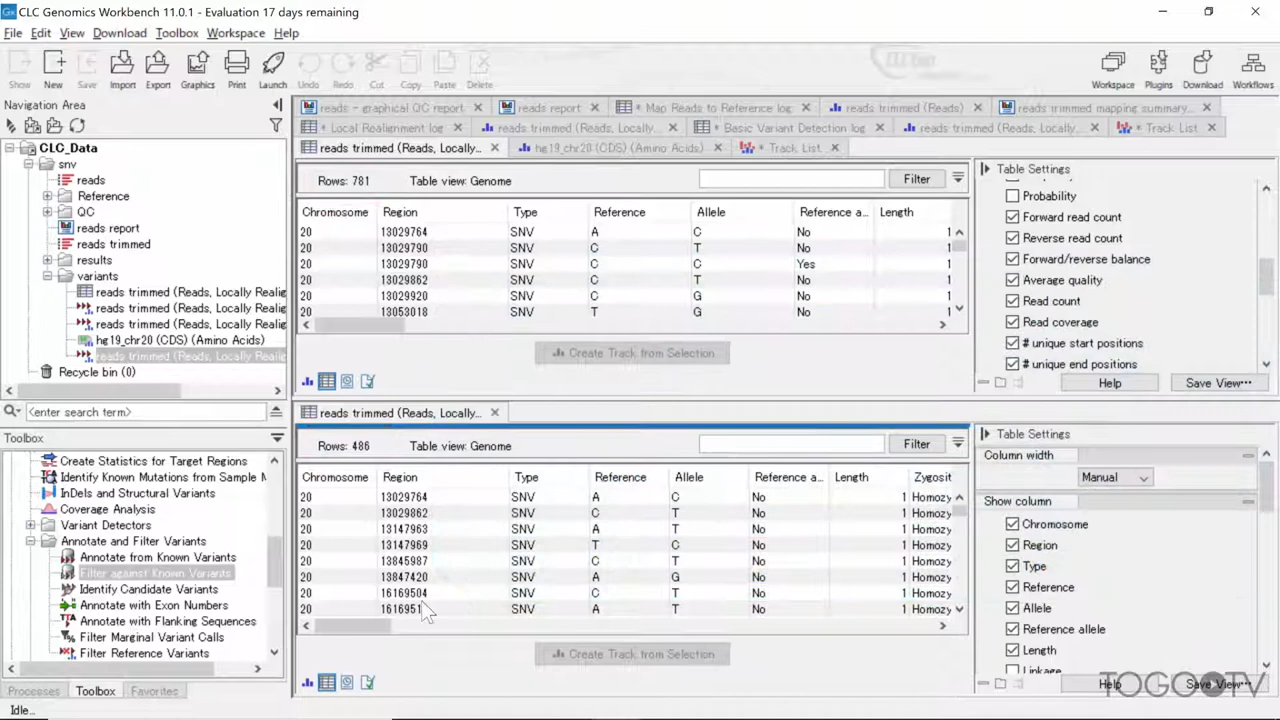 CLC Genomics Workbench 11.0.1 - Evaluation 17 days remaining
File Edit View Download Toolbox Workspace Help
Show New Save Import Export Graphics Print Launch Undo Redo Cut Copy Paste Delete Workspace Plugins Download Workflows
Navigation Area
CLC_Data
snv
reads
Reference
QC
reads report
reads trimmed
results
variants
reads trimmed (Reads, Locally Realig
reads trimmed (Reads, Locally Realig
reads trimmed (Reads, Locally Realig
hg19_chr20 (CDS) (Amino Acids)
reads trimmed (Reads, Locally Realig
Recycle bin (0)
<enter search term>
Toolbox
Create Statistics for Target Regions
Identify Known Mutations from Sample M
InDels and Structural Variants
Coverage Analysis
Variant Detectors
Annotate and Filter Variants
Annotate from Known Variants
Filter against Known Variants
Identify Candidate Variants
Annotate with Exon Numbers
Annotate with Flanking Sequences
Filter Marginal Variant Calls
Filter Reference Variants
Processes Toolbox Favorites
Idle...
reads - graphical QC report reads report * Map Reads to Reference log reads trimmed (Reads) reads trimmed mapping summary...
* Local Realignment log reads trimmed (Reads, Locally... * Basic Variant Detection log reads trimmed (Reads, Locally... * Track List
reads trimmed (Reads, Locally... hg19_chr20 (CDS) (Amino Acids) * Track List
Rows: 781 Table view: Genome Filter
Chromosome Region Type Reference Allele Reference a... Length
20 13029764 SNV A C No 1
20 13029790 SNV C T No 1
20 13029790 SNV C C Yes 1
20 13029862 SNV C T No 1
20 13029920 SNV C G No 1
20 13053018 SNV T G No 1
Create Track from Selection
Table Settings
Probability
Forward read count
Reverse read count
Forward/reverse balance
Average quality
Read count
Read coverage
# unique start positions
# unique end positions
Help Save View...
reads trimmed (Reads, Locally...
Rows: 486 Table view: Genome Filter
Chromosome Region Type Reference Allele Reference a... Length Zygosit
20 13029764 SNV A C No 1 Homozy
20 13029862 SNV C T No 1 Homozy
20 13147963 SNV A T No 1 Homozy
20 13147969 SNV T C No 1 Homozy
20 13845987 SNV C T No 1 Homozy
20 13847420 SNV A G No 1 Homozy
20 16169504 SNV C T No 1 Homozy
20 1616951 SNV A T No 1 Homozy
Create Track from Selection
Table Settings
Column width
Manual
Show column
Chromosome
Region
Type
Reference
Allele
Reference allele
Length
Linkage
Help Save View...
TOGO TV